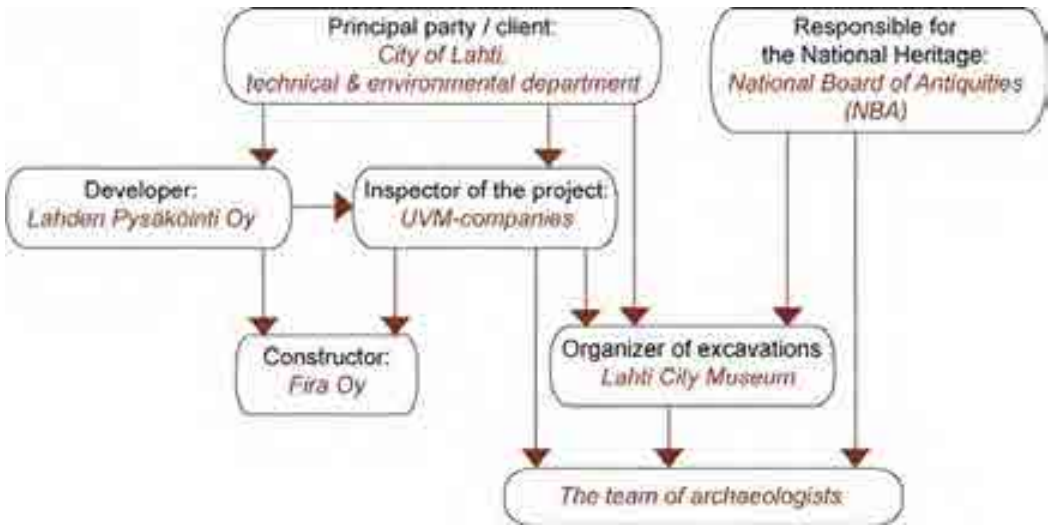 Principal party / client:
City of Lahti,
technical & environmental department
Responsible for
the National Heritage:
National Board of Antiquities
(NBA)
Developer:
Lahden Pysäköinti Oy
Inspector of the project:
UVM-companies
Constructor:
Fira Oy
Organizer of excavations
Lahti City Museum
The team of archaeologists